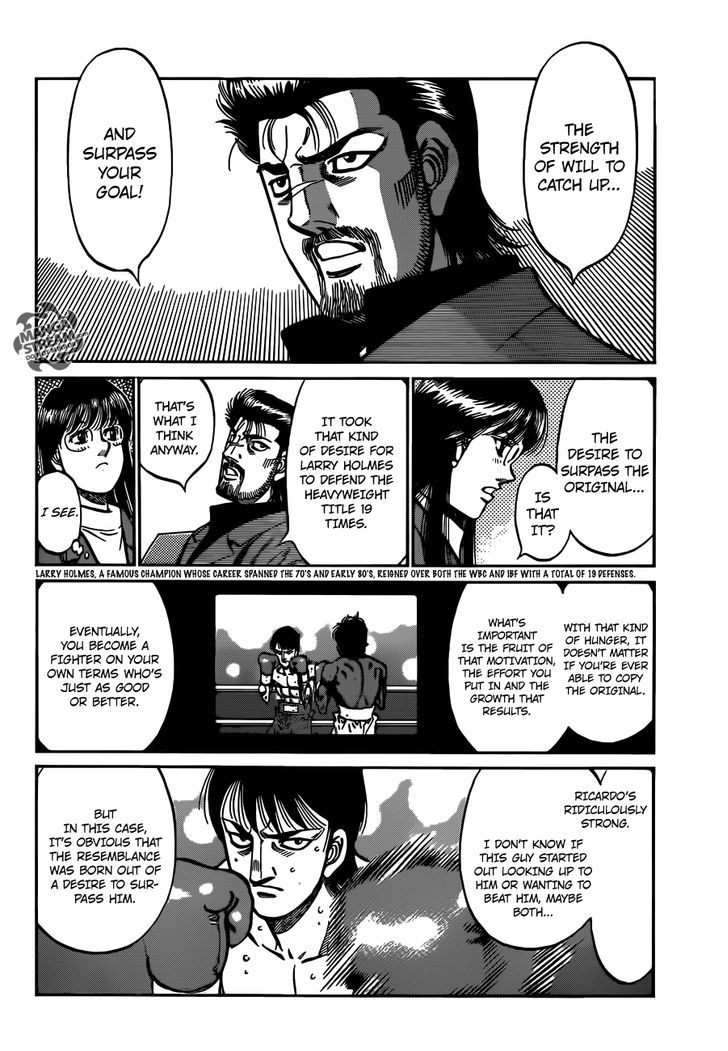 THE
STRENGTH
OF WILL TO
CATCH UP...
AND
SURPASS
YOUR
GOAL!
MANGA
STREAM
THE DESIRE TO
SURPASS THE
ORIGINAL...
IS
THAT
IT?
IT TOOK
THAT KIND
OF DESIRE FOR
LARRY HOLMES
TO DEFEND THE
HEAVYWEIGHT
TITLE 19
TIMES.
THAT'S
WHAT I
THINK
ANYWAY.
I SEE.
LARRY HOLMES, A FAMOUS CHAMPION WHOSE CAREER SPANNED THE 70'S AND EARLY 80'S, REIGNED OVER BOTH THE WBC AND IBF WITH A TOTAL OF 19 DEFENSES.
WITH THAT KIND
OF HUNGER, IT
DOESN'T MATTER
IF YOU'RE EVER
ABLE TO COPY
THE ORIGINAL.
WHAT'S
IMPORTANT
IS THE FRUIT OF
THAT MOTIVATION,
THE EFFORT YOU
PUT IN AND THE
GROWTH THAT
RESULTS.
EVENTUALLY,
YOU BECOME A
FIGHTER ON YOUR
OWN TERMS WHO'S
JUST AS GOOD
OR BETTER.
RICARDO'S
RIDICULOUSLY
STRONG.
I DON'T KNOW IF
THIS GUY STARTED
OUT LOOKING UP TO
HIM OR WANTING TO
BEAT HIM, MAYBE
BOTH...
BUT
IN THIS CASE,
IT'S OBVIOUS THAT
THE RESEMBLANCE
WAS BORN OUT OF
A DESIRE TO SUR-
PASS HIM.